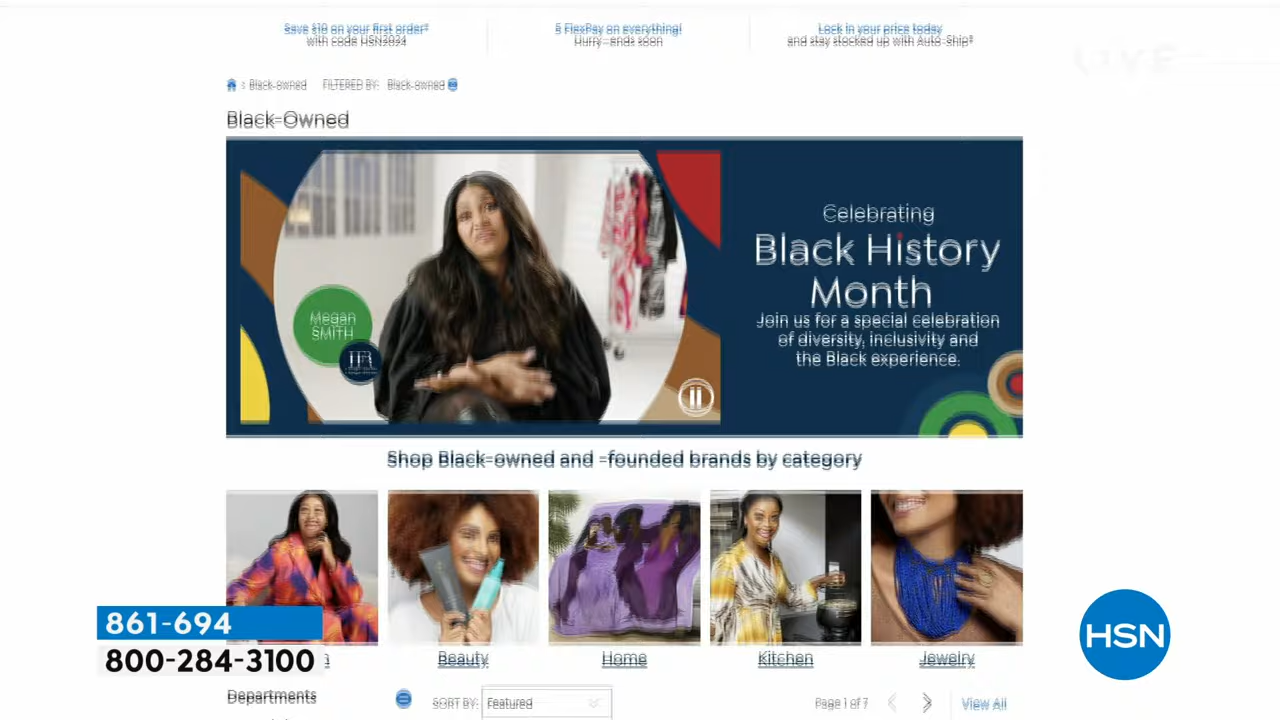 Save $10 on your first order*
with code HSN2024
5 FlexPay on everything!
Hurry—ends soon
Lock in your price today
and stay stocked up with Auto-Ship®
LIVE
Black-owned
FILTERED BY: Black-owned
Black-Owned
Megan
SMITH
Celebrating
Black History
Month
Join us for a special celebration
of diversity, inclusivity and
the Black experience.
Shop Black-owned and -founded brands by category
861-694
800-284-3100
Beauty
Home
Kitchen
Jewelry
HSN
Departments
SORT BY: Featured
Page 1 of 7
View All